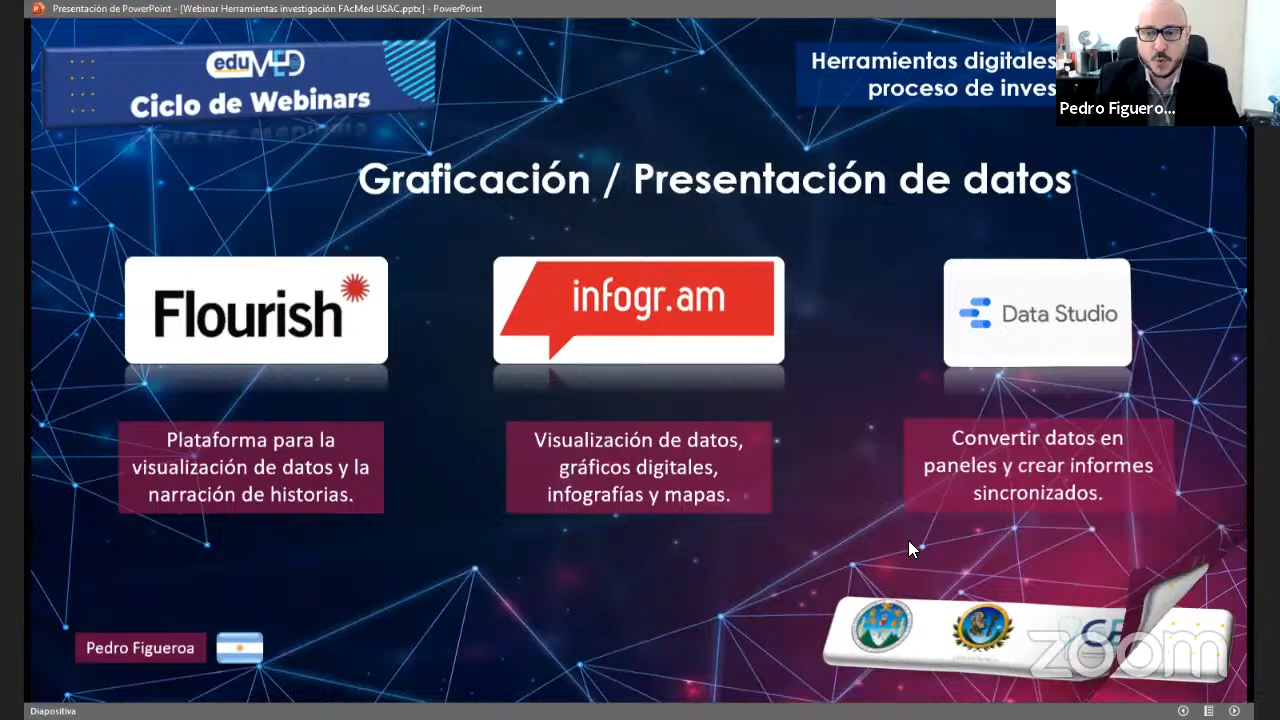 Presentación de PowerPoint - [Webinar Herramientas investigación FAcMed USAC.pptx] - PowerPoint
eduMED
Ciclo de Webinars
Herramientas digitales
proceso de inves
Pedro Figuero...
Graficación / Presentación de datos
Flourish
infogr.am
Data Studio
Plataforma para la
visualización de datos y la
narración de historias.
Visualización de datos,
gráficos digitales,
infografías y mapas.
Convertir datos en
paneles y crear informes
sincronizados.
Pedro Figueroa
zoom
Diapositiva